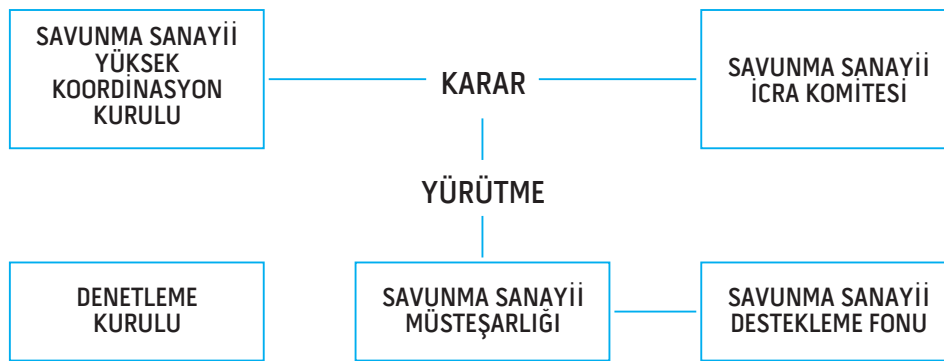 SAVUNMA SANAYİİ
YÜKSEK
KOORDİNASYON
KURULU
KARAR
SAVUNMA SANAYİİ
İCRA KOMİTESİ
YÜRÜTME
DENETLEME
KURULU
SAVUNMA SANAYİİ
MÜSTEŞARLIĞI
SAVUNMA SANAYİİ
DESTEKLEME FONU